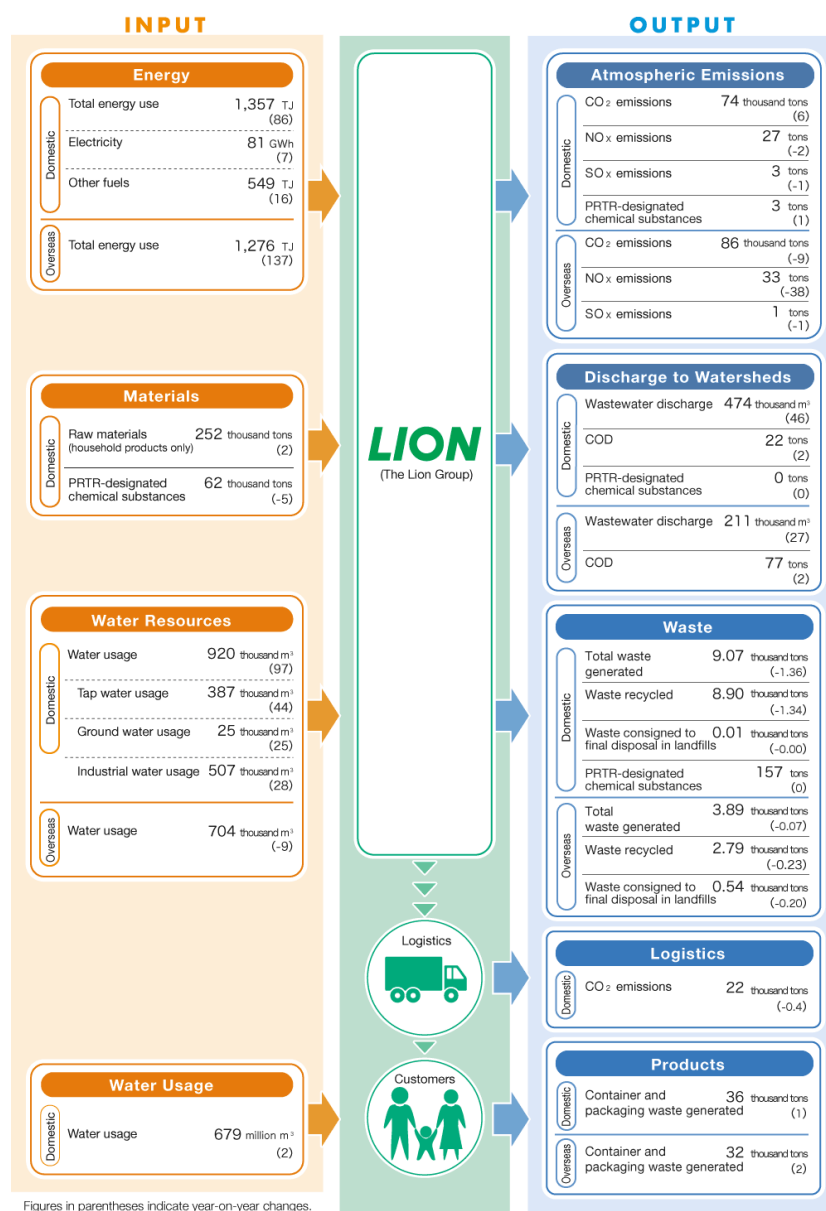 INPUT
Energy
Domestic
Total energy use 1,357 TJ
(86)
Electricity 81 GWh
(7)
Other fuels 549 TJ
(16)
Overseas
Total energy use 1,276 TJ
(137)
Materials
Domestic
Raw materials 252 thousand tons
(household products only) (2)
PRTR-designated 62 thousand tons
chemical substances (-5)
Water Resources
Domestic
Water usage 920 thousand m³
(97)
Tap water usage 387 thousand m³
(44)
Ground water usage 25 thousand m³
(25)
Industrial water usage 507 thousand m³
(28)
Overseas
Water usage 704 thousand m³
(-9)
Water Usage
Domestic
Water usage 679 million m³
(2)
Figures in parentheses indicate year-on-year changes.
LION
(The Lion Group)
Logistics
Customers
OUTPUT
Atmospheric Emissions
Domestic
CO₂ emissions 74 thousand tons
(6)
NOx emissions 27 tons
(-2)
SOx emissions 3 tons
(-1)
PRTR-designated 3 tons
chemical substances (1)
Overseas
CO₂ emissions 86 thousand tons
(-9)
NOx emissions 33 tons
(-38)
SOx emissions 1 tons
(-1)
Discharge to Watersheds
Domestic
Wastewater discharge 474 thousand m³
(46)
COD 22 tons
(2)
PRTR-designated 0 tons
chemical substances (0)
Overseas
Wastewater discharge 211 thousand m³
(27)
COD 77 tons
(2)
Waste
Domestic
Total waste 9.07 thousand tons
generated (-1.36)
Waste recycled 8.90 thousand tons
(-1.34)
Waste consigned to 0.01 thousand tons
final disposal in landfills (-0.00)
PRTR-designated 157 tons
chemical substances (0)
Overseas
Total 3.89 thousand tons
waste generated (-0.07)
Waste recycled 2.79 thousand tons
(-0.23)
Waste consigned to 0.54 thousand tons
final disposal in landfills (-0.20)
Logistics
Domestic
CO₂ emissions 22 thousand tons
(-0.4)
Products
Domestic
Container and 36 thousand tons
packaging waste generated (1)
Overseas
Container and 32 thousand tons
packaging waste generated (2)